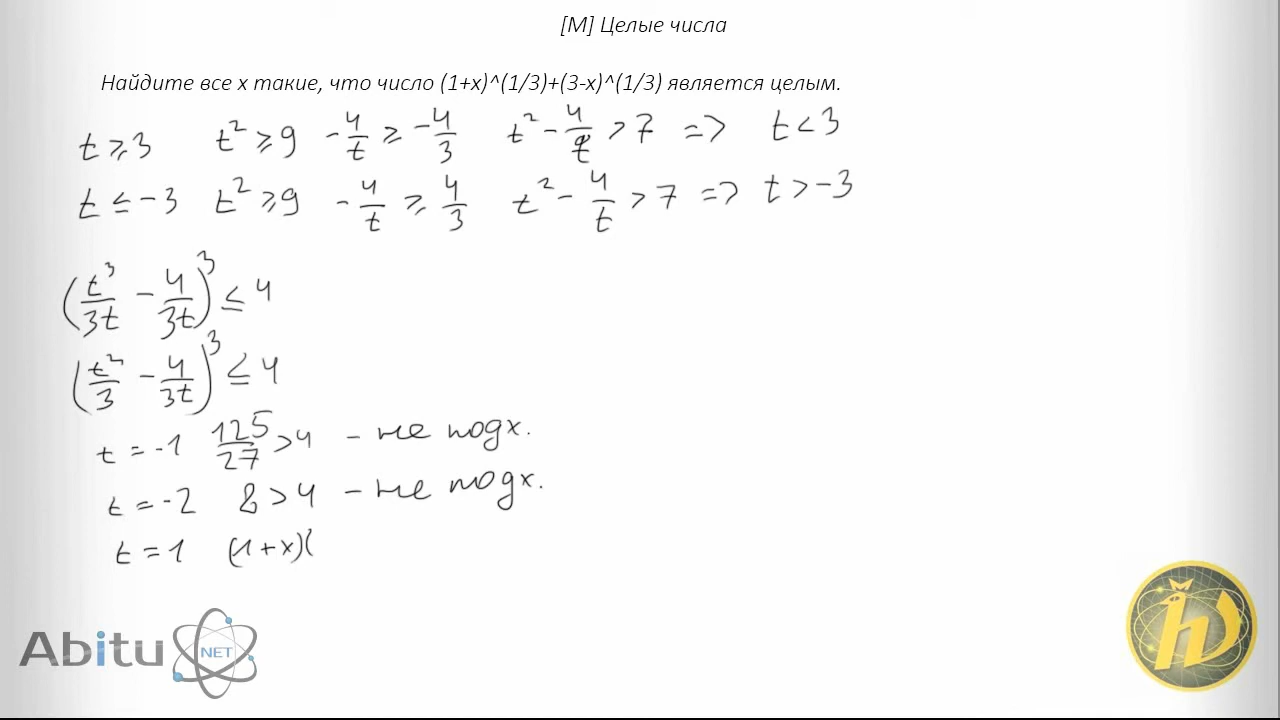 [М] Целые числа
Найдите все х такие, что число (1+x)^(1/3)+(3-x)^(1/3) является целым.
t ≥ 3 t² ≥ 9 -4/t ≥ -4/3 t² - 4/t > 7 => t < 3
t ≤ -3 t² ≥ 9 -4/t ≥ 4/3 t² - 4/t > 7 => t > -3
(t³/3t - 4/3t)³ ≤ 4
(t²/3 - 4/3t)³ ≤ 4
t = -1 125/27 > 4 - не подх.
t = -2 8 > 4 - не подх.
t = 1 (1+x)(
Abitu NET